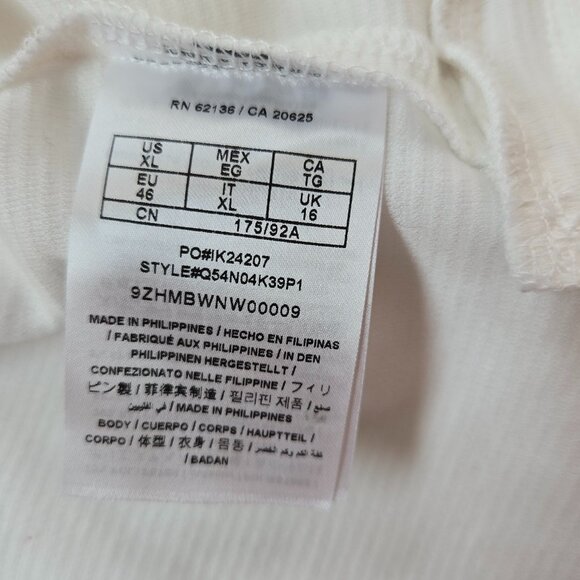 RN 62136 / CA 20625
US XL MEX EG CA TG
EU 46 IT XL UK 16
CN 175/92A
PO#IK24207
STYLE#Q54N04K39P1
9ZHMBWNW00009
MADE IN PHILIPPINES / HECHO EN FILIPINAS
/ FABRIQUÉ AUX PHILIPPINES / IN DEN
PHILIPPINEN HERGESTELLT /
CONFEZIONATO NELLE FILIPPINE / フィリ
ピン製 / 菲律宾制造 / 필리핀 제품 / صنع
في الفلبين / MADE IN PHILIPPINES
BODY / CUERPO / CORPS / HAUPTTEIL /
CORPO / 体型 / 衣身 / 몸통 /
/ BADAN